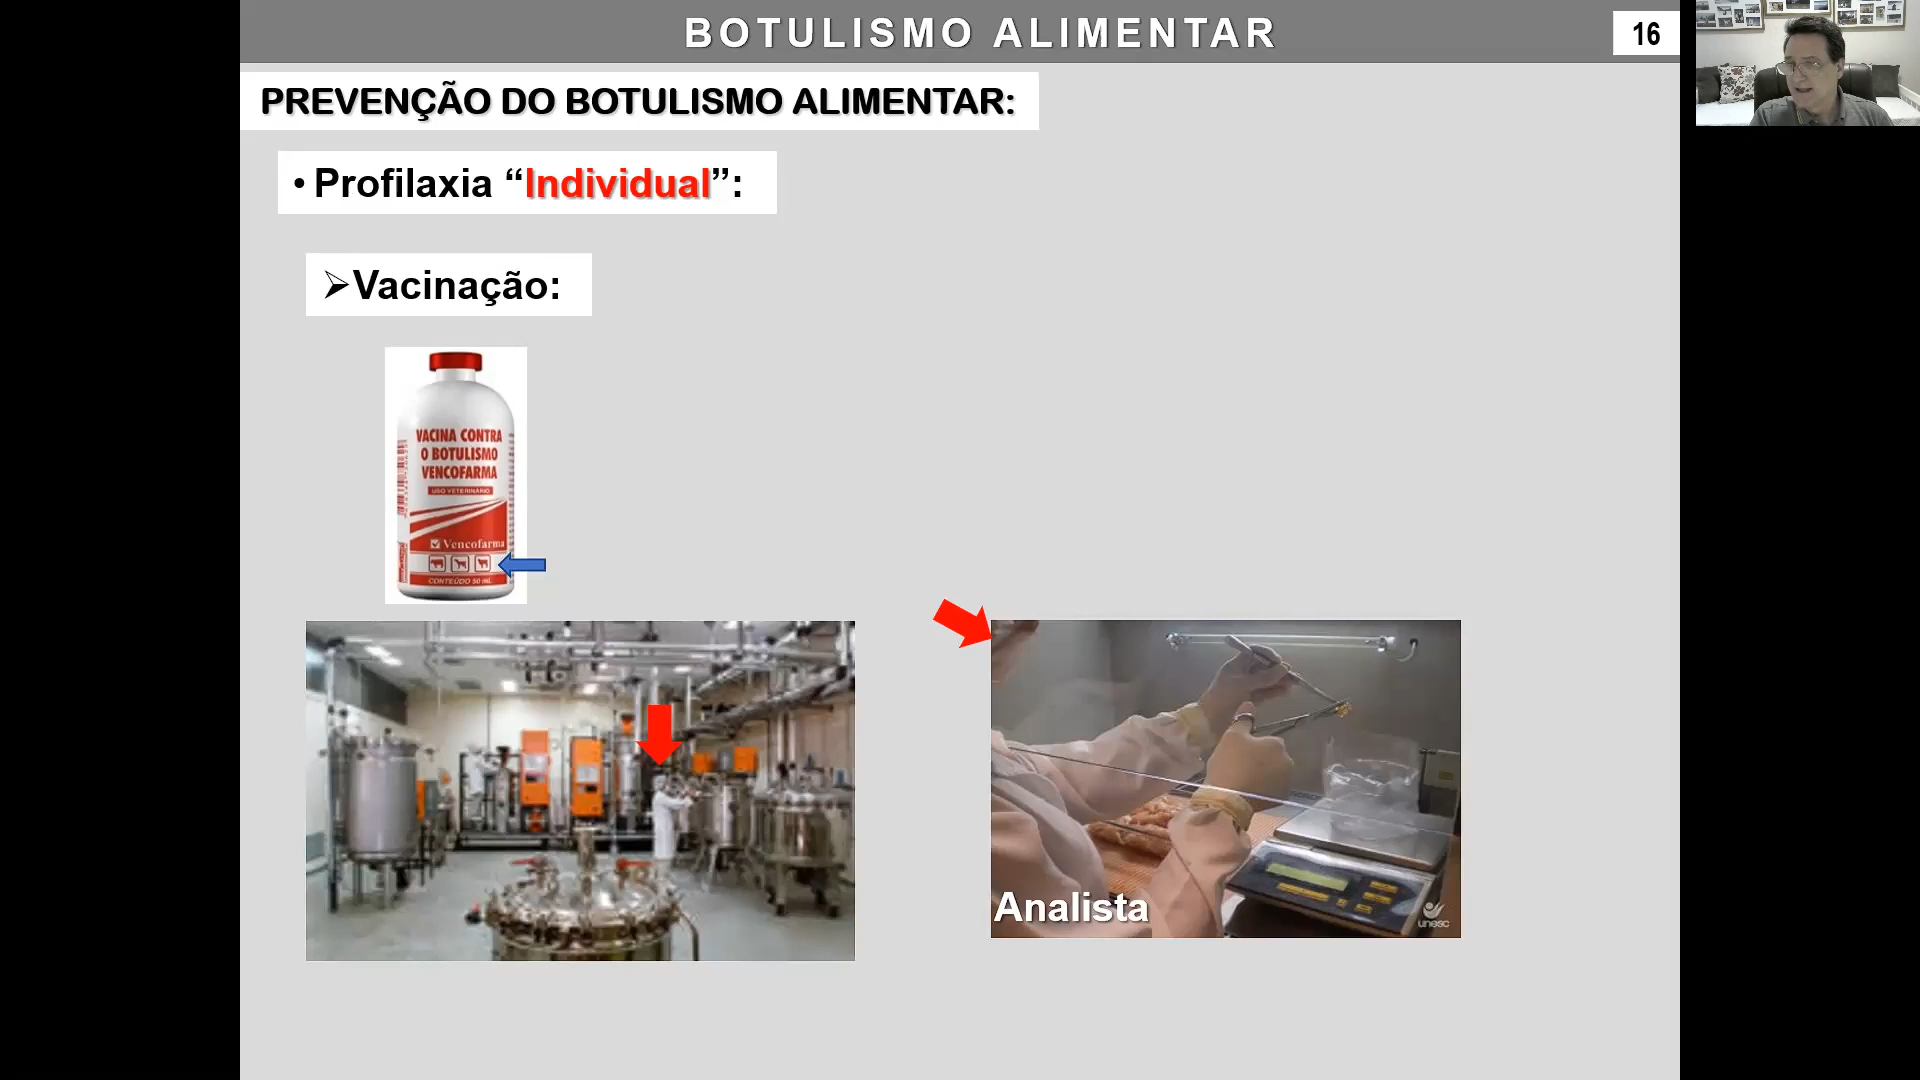 BOTULISMO ALIMENTAR
16
PREVENÇÃO DO BOTULISMO ALIMENTAR:
• Profilaxia “Individual”:
➢Vacinação:
VACINA CONTRA
O BOTULISMO
VENCOFARMA
USO VETERINÁRIO
Vencofarma
CONTEÚDO 50 mL
Analista
unesc